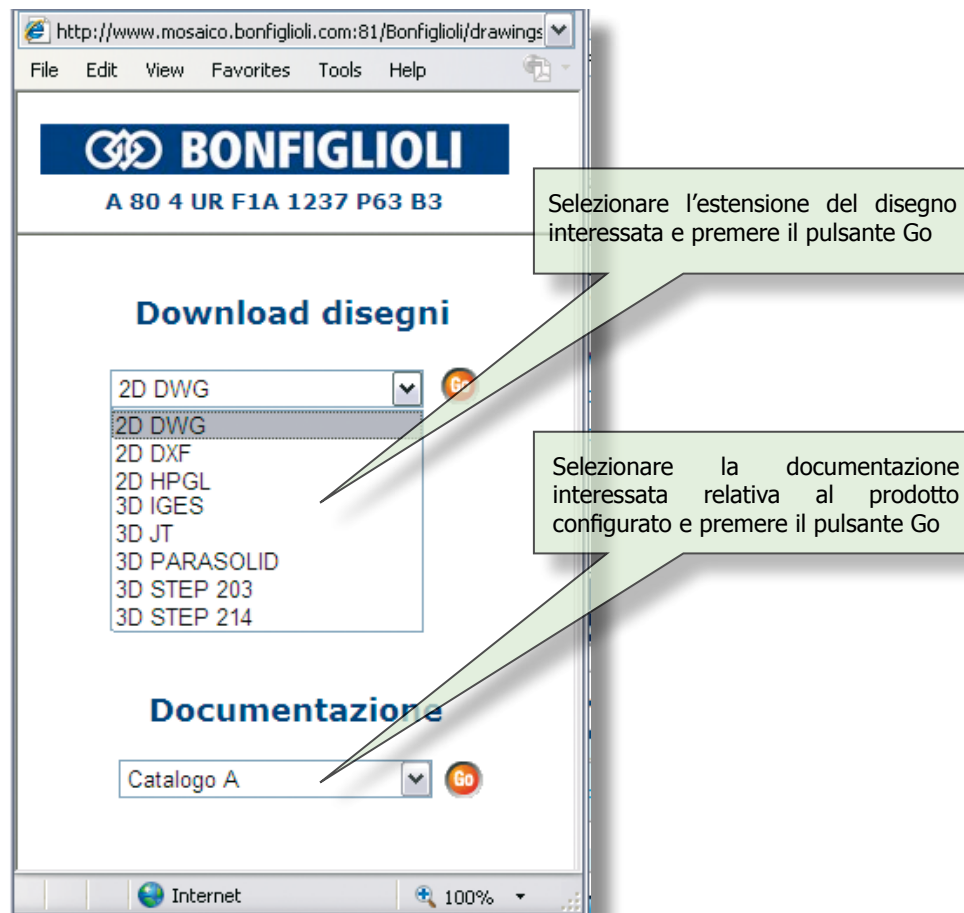 http://www.mosaico.bonfiglioli.com:81/Bonfiglioli/drawings
File Edit View Favorites Tools Help
BONFIGLIOLI
A 80 4 UR F1A 1237 P63 B3
Selezionare l'estensione del disegno
interessata e premere il pulsante Go
Download disegni
2D DWG
Go
2D DWG
2D DXF
2D HPGL
3D IGES
3D JT
3D PARASOLID
3D STEP 203
3D STEP 214
Selezionare la documentazione
interessata relativa al prodotto
configurato e premere il pulsante Go
Documentazione
Catalogo A
Go
Internet
100%